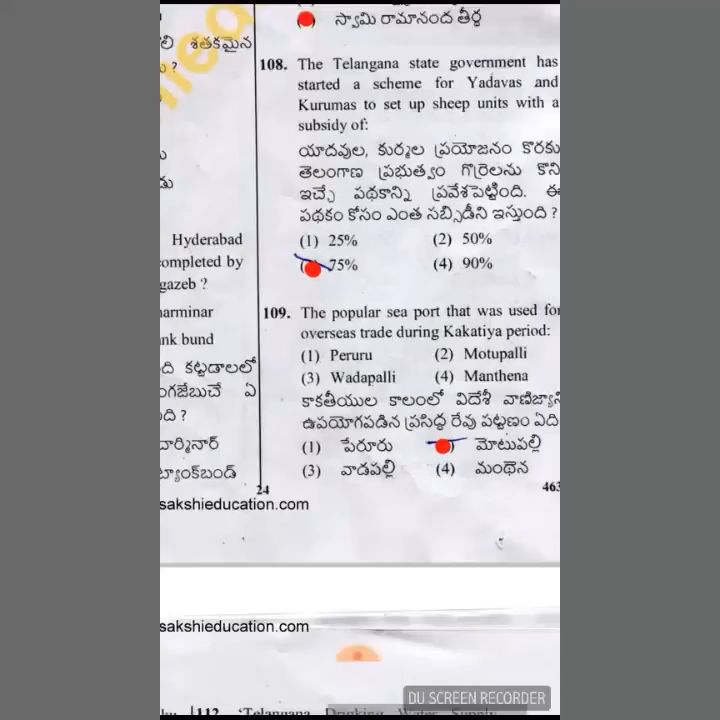 స్వామి రామానంద తీర్థ
లి శతకమైన
?
108. The Telangana state government has
started a scheme for Yadavas and
Kurumas to set up sheep units with a
subsidy of:
యాదవుల, కుర్మల ప్రయోజనం కొరకు
తెలంగాణ ప్రభుత్వం గొర్రెలను కొని
ఇచ్చే పథకాన్ని ప్రవేశపెట్టింది. ఈ
పథకం కోసం ఎంత సబ్సిడీని ఇస్తుంది ?
(1) 25% (2) 50%
75% (4) 90%
డు
Hyderabad
completed by
gazeb ?
harminar
nk bund
ది కట్టడాలలో
ంగజేబుచే ఏ
ది ?
చార్మినార్
ట్యాంక్‌బండ్
109. The popular sea port that was used for
overseas trade during Kakatiya period:
(1) Peruru (2) Motupalli
(3) Wadapalli (4) Manthena
కాకతీయుల కాలంలో విదేశీ వాణిజ్యాని
ఉపయోగపడిన ప్రసిద్ధ రేవు పట్టణం ఏది
(1) పేరూరు మోటుపల్లి
(3) వాడపల్లి (4) మంథెన
24
463
sakshieducation.com
sakshieducation.com
DU SCREEN RECORDER
112. 'Telangana Drinking Water Supply